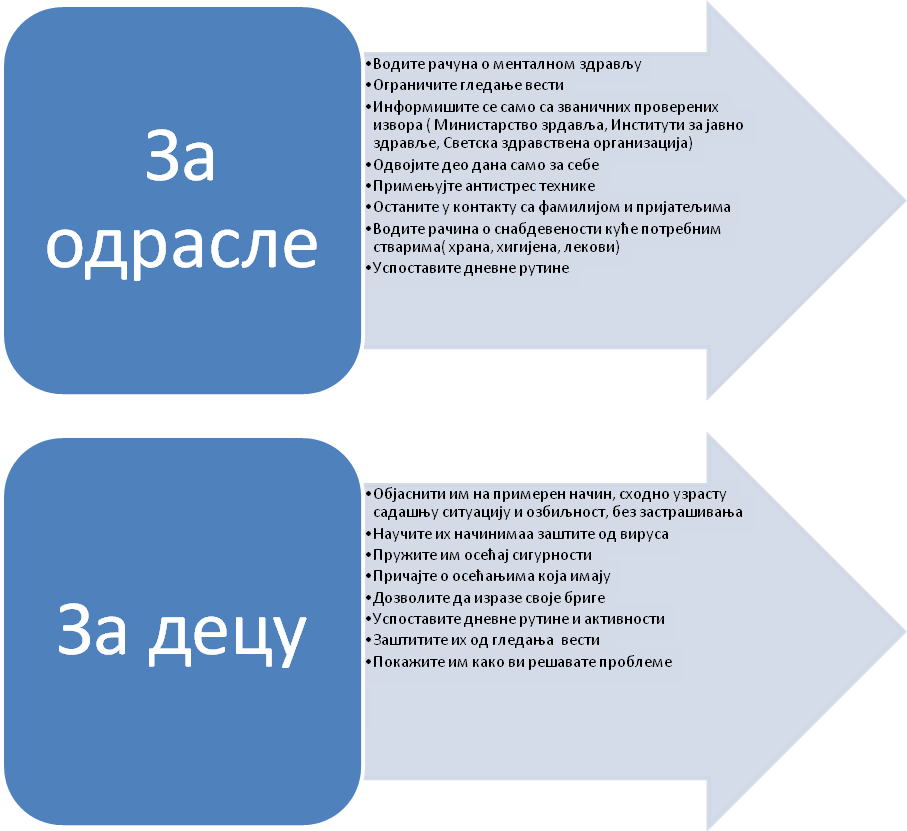 За
одрасле
•Водите рачуна о менталном здрављу
•Ограничите гледање вести
•Информишите се само са званичних проверених
извора ( Министарство зрдавља, Институти за јавно
здравље, Светска здравствена организација)
•Одвојите део дана само за себе
•Примењујте антистрес технике
•Останите у контакту са фамилијом и пријатељима
•Водите рачина о снабдевености куће потребним
стварима( храна, хигијена, лекови)
•Успоставите дневне рутине
За децу
•Објаснити им на примерен начин, сходно узрасту
садашњу ситуацију и озбиљност, без застрашивања
•Научите их начинимаа заштите од вируса
•Пружите им осећај сигурности
•Причајте о осећањима која имају
•Дозволите да изразе своје бриге
•Успоставите дневне рутине и активности
•Заштитите их од гледања  вести
•Покажите им како ви решавате проблеме